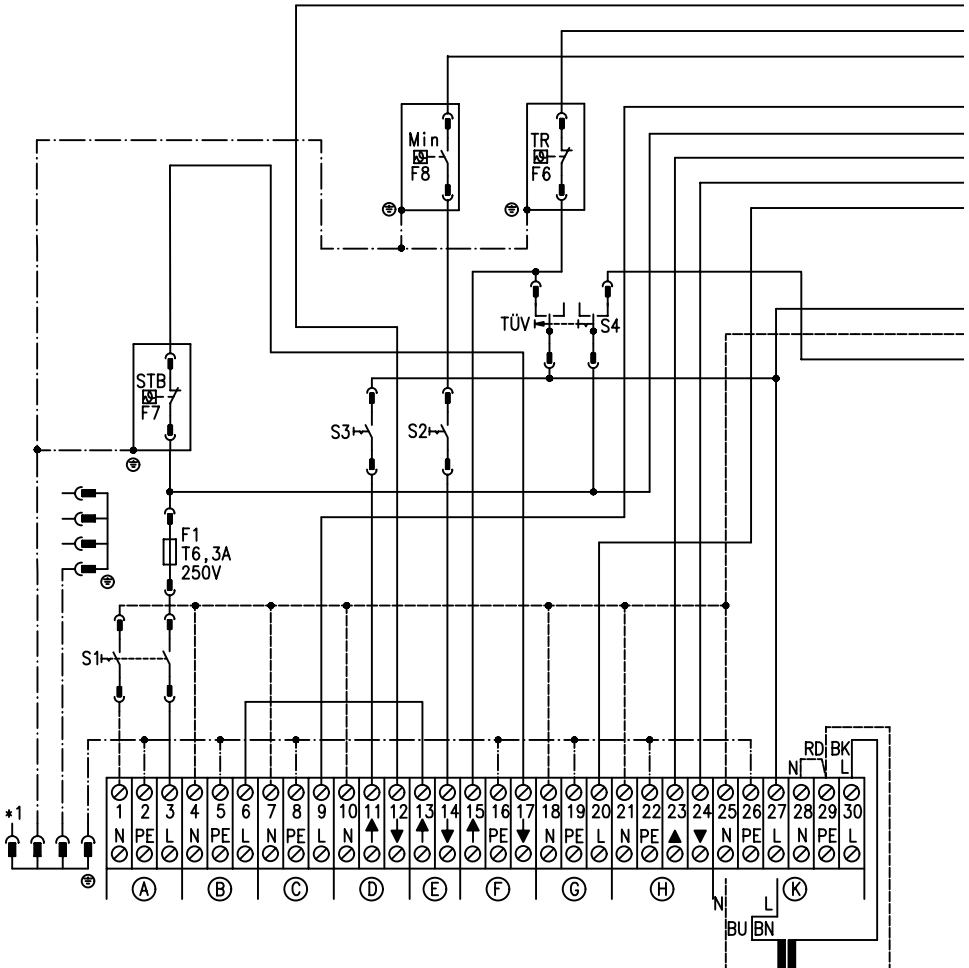 Min
F8
TR
F6
TÜV
S4
STB
F7
S3
S2
F1
T6,3A
250V
S1
RD BK
N L
*1
1 2 3 4 5 6 7 8 9 10 11 12 13 14 15 16 17 18 19 20 21 22 23 24 25 26 27 28 29 30
N PE L N PE L N PE L N PE N PE L N PE N PE L N PE L
A B C D E F G H K
N L
BU BN